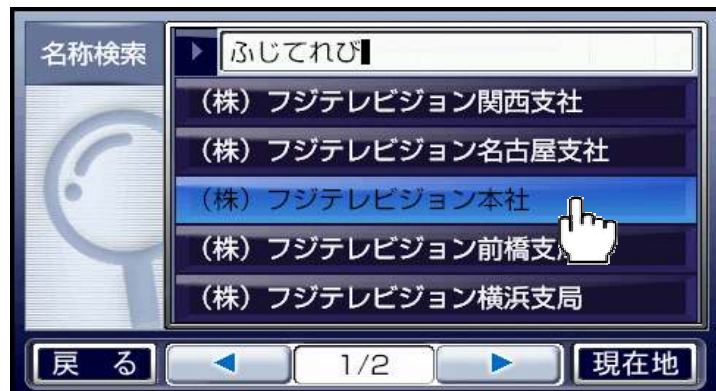 名称検索
ふじてれび
（株）フジテレビジョン関西支社
（株）フジテレビジョン名古屋支社
（株）フジテレビジョン本社
（株）フジテレビジョン前橋支
（株）フジテレビジョン横浜支局
戻る
1/2
現在地